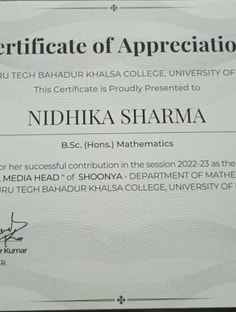 ertificate of Appreciatio
RU TEGH BAHADUR KHALSA COLLEGE, UNIVERSITY OF
This Certificate is Proudly Presented to
NIDHIKA SHARMA
B.Sc. (Hons.) Mathematics
or her successful contribution in the session 2022-23 as the
MEDIA HEAD " of SHOONYA - DEPARTMENT OF MATHE
RU TEGH BAHADUR KHALSA COLLEGE, UNIVERSITY OF
r Kumar
R